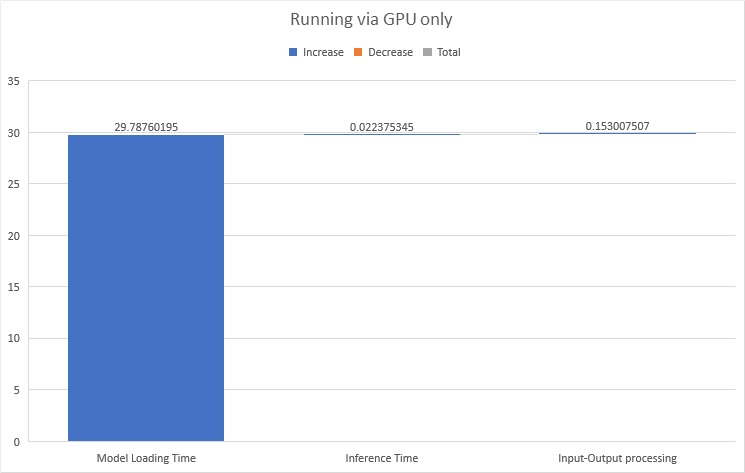 Running via GPU only
Increase Decrease Total
35
30
25
20
15
10
5
0
29.78760195 0.022375345 0.153007507
Model Loading Time Inference Time Input-Output processing